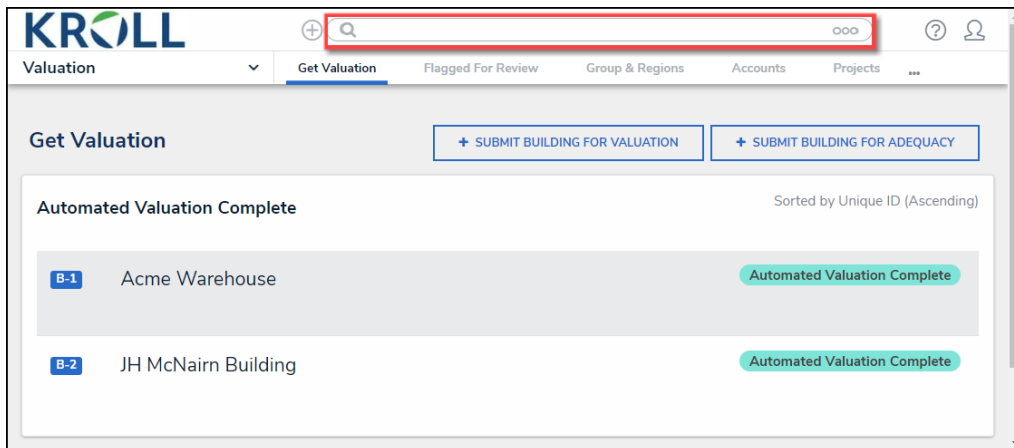 KROLL
Valuation
Get Valuation
Flagged For Review
Group & Regions
Accounts
Projects
Get Valuation
+ SUBMIT BUILDING FOR VALUATION
+ SUBMIT BUILDING FOR ADEQUACY
Automated Valuation Complete
Sorted by Unique ID (Ascending)
B-1
Acme Warehouse
Automated Valuation Complete
B-2
JH McNairn Building
Automated Valuation Complete